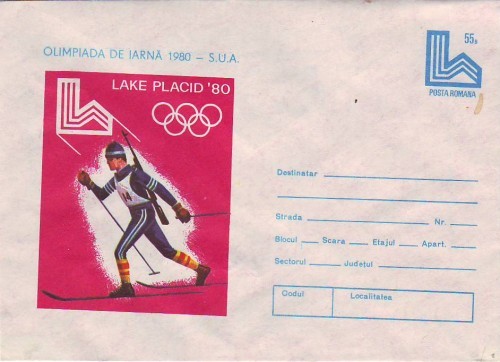 OLIMPIADA DE IARNĂ 1980 – S.U.A.
LAKE PLACID '80
55B
POSTA ROMANA
Destinatar
Strada Nr.
Blocul Scara Etajul Apart.
Sectorul Județul
Codul Localitatea